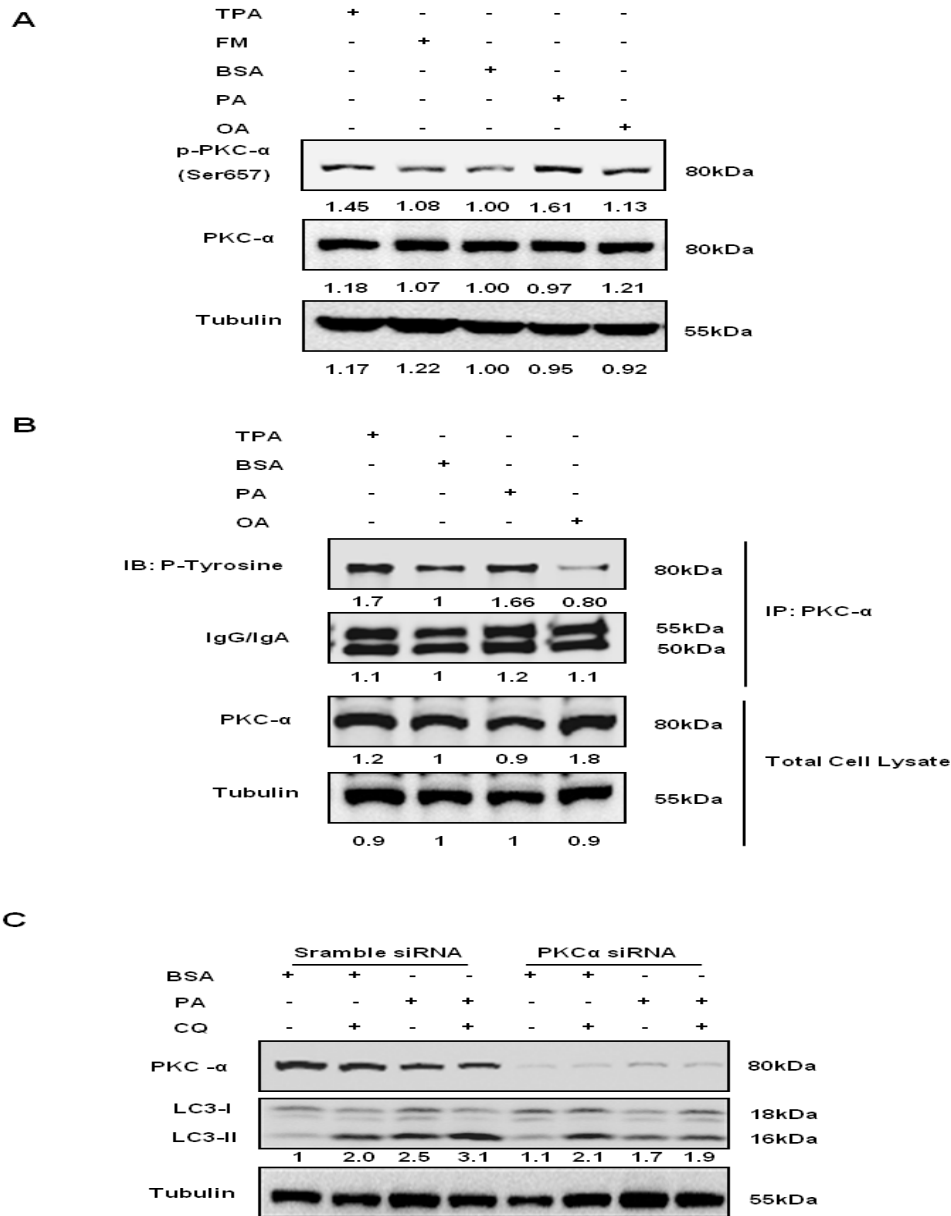 A
TPA + - - - -
FM - + - - -
BSA - - + - -
PA - - - + -
OA - - - - +
p-PKC-α
(Ser657) 80kDa
1.45 1.08 1.00 1.61 1.13
PKC-α 80kDa
1.18 1.07 1.00 0.97 1.21
Tubulin 55kDa
1.17 1.22 1.00 0.95 0.92
B
TPA + - - -
BSA - + - -
PA - - + -
OA - - - +
IB: P-Tyrosine 80kDa
1.7 1 1.66 0.80
IP: PKC-α
IgG/IgA 55kDa
50kDa
1.1 1 1.2 1.1
PKC-α 80kDa
1.2 1 0.9 1.8
Total Cell Lysate
Tubulin 55kDa
0.9 1 1 0.9
C
Sramble siRNA PKCα siRNA
BSA + + - - + + - -
PA - - + + - - + +
CQ - + - + - + - +
PKC -α 80kDa
LC3-I 18kDa
LC3-II 16kDa
1 2.0 2.5 3.1 1.1 2.1 1.7 1.9
Tubulin 55kDa